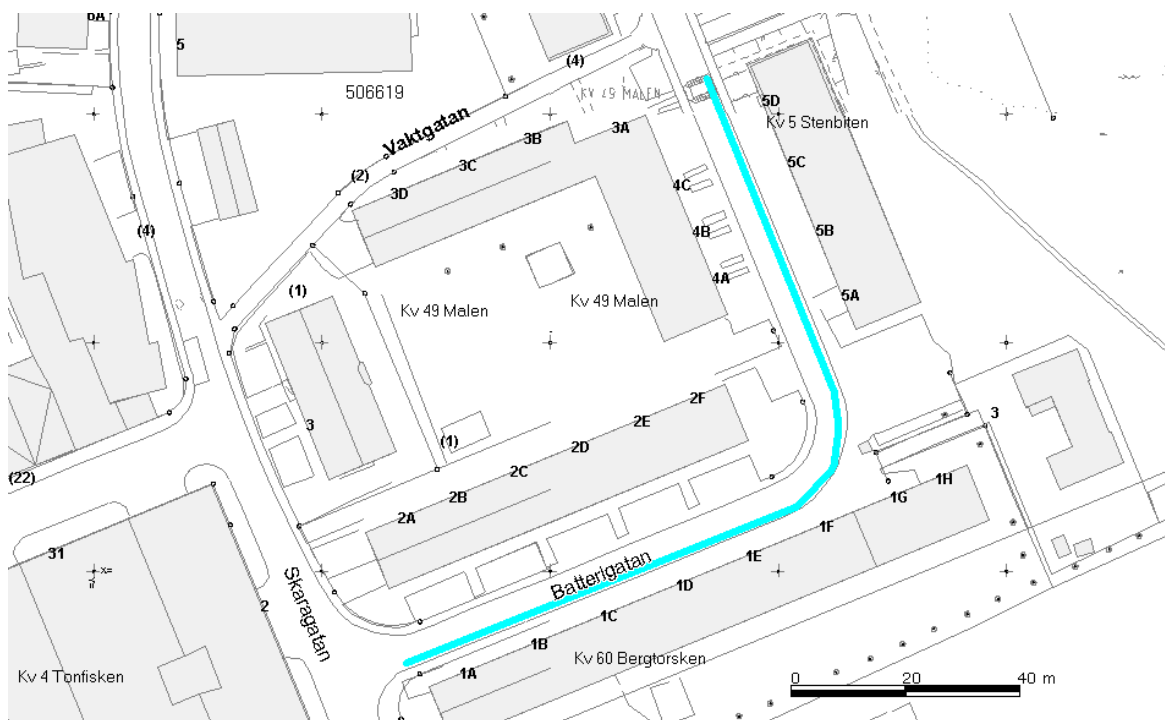 6A
5
(4)
506619
Kv 49 MALEN
Vaktgatan
5D
Kv 5 Stenbiten
3A
3B
3C
(2)
3D
5C
4C
(4)
4B
5B
4A
5A
(1)
Kv 49 Malen
Kv 49 Malen
2F
3
2E
3
(1)
2D
2C
(22)
2B
1H
1G
2A
1F
31
1E
Batterigatan
1D
Skaragatan
2
1C
1B
Kv 60 Bergtorsken
1A
Kv 4 Tonfisken
0 20 40 m